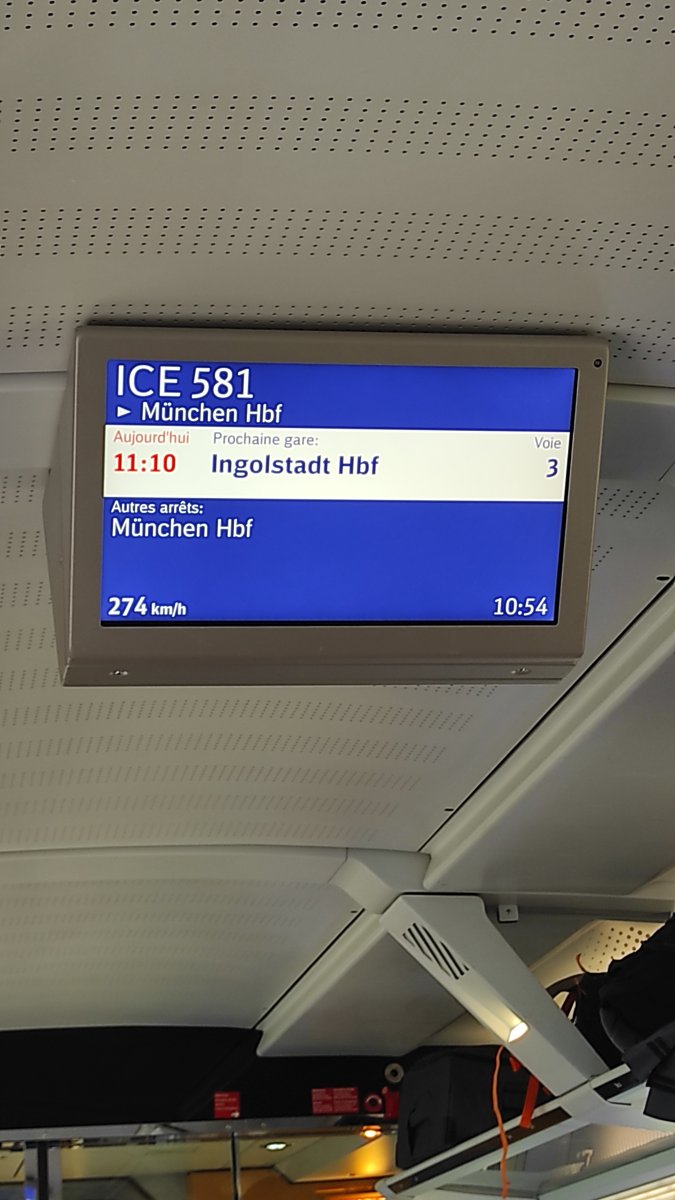 ICE 581
► München Hbf
Aujourd'hui Prochaine gare: Voie
11:10 Ingolstadt Hbf 3
Autres arrêts:
München Hbf
274 km/h 10:54